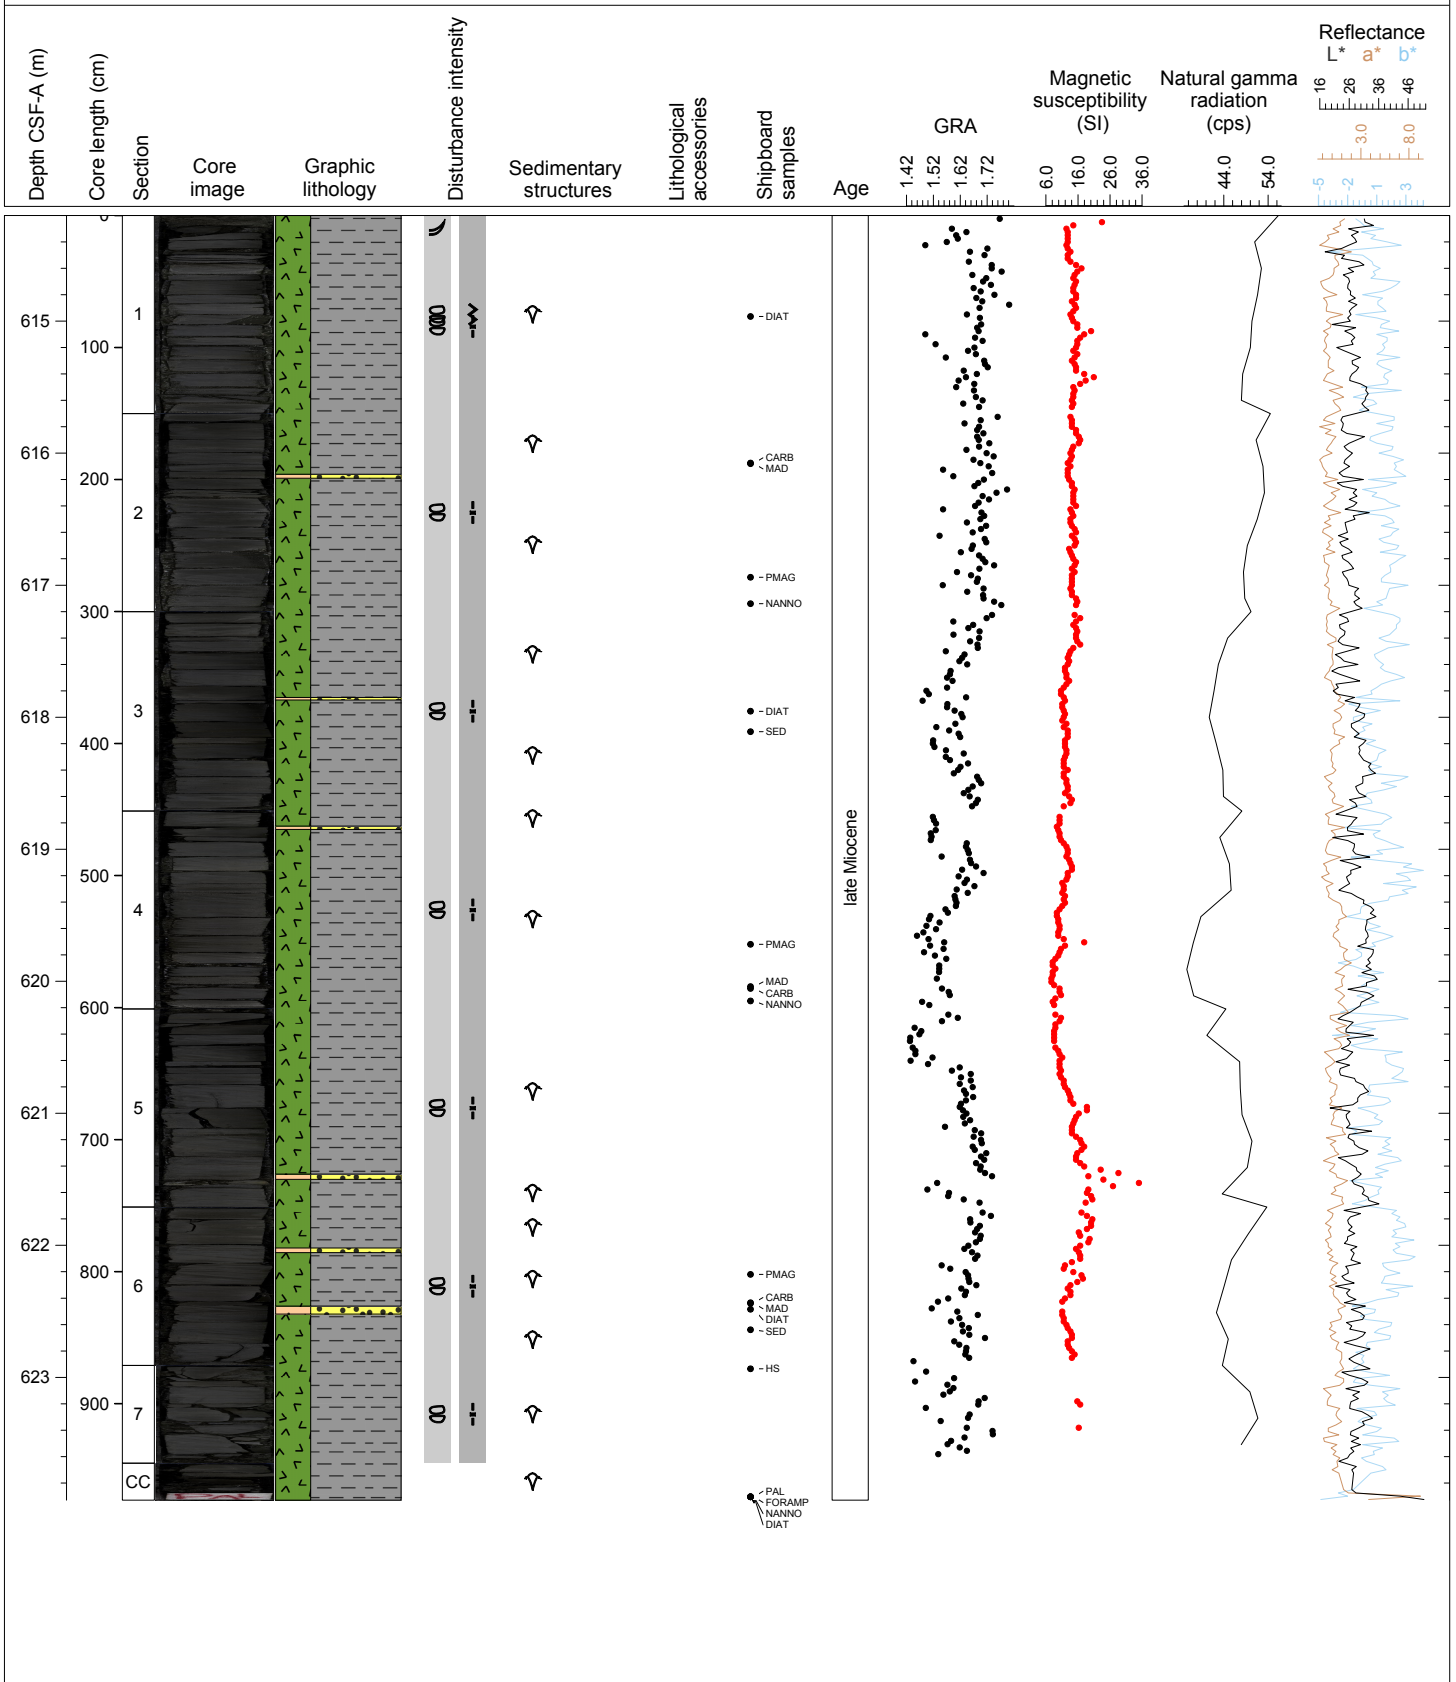 Depth CSF-A (m)
Core length (cm)
Section
Core
image
Graphic
lithology
Disturbance intensity
Sedimentary
structures
Lithological
accessories
Shipboard
samples
Age
GRA
1.42 1.52 1.62 1.72
Magnetic
susceptibility
(SI)
6.0 16.0 26.0 36.0
Natural gamma
radiation
(cps)
44.0 54.0
Reflectance
L* a* b*
16 26 36 46
3.0 8.0
-5 -2 1 3
615
616
617
618
619
620
621
622
623
0
100
200
300
400
500
600
700
800
900
1
2
3
4
5
6
7
CC
DIAT
CARB
MAD
PMAG
NANNO
DIAT
SED
PMAG
MAD
CARB
NANNO
PMAG
CARB
MAD
DIAT
SED
HS
PAL
FORAMP
NANNO
DIAT
late Miocene